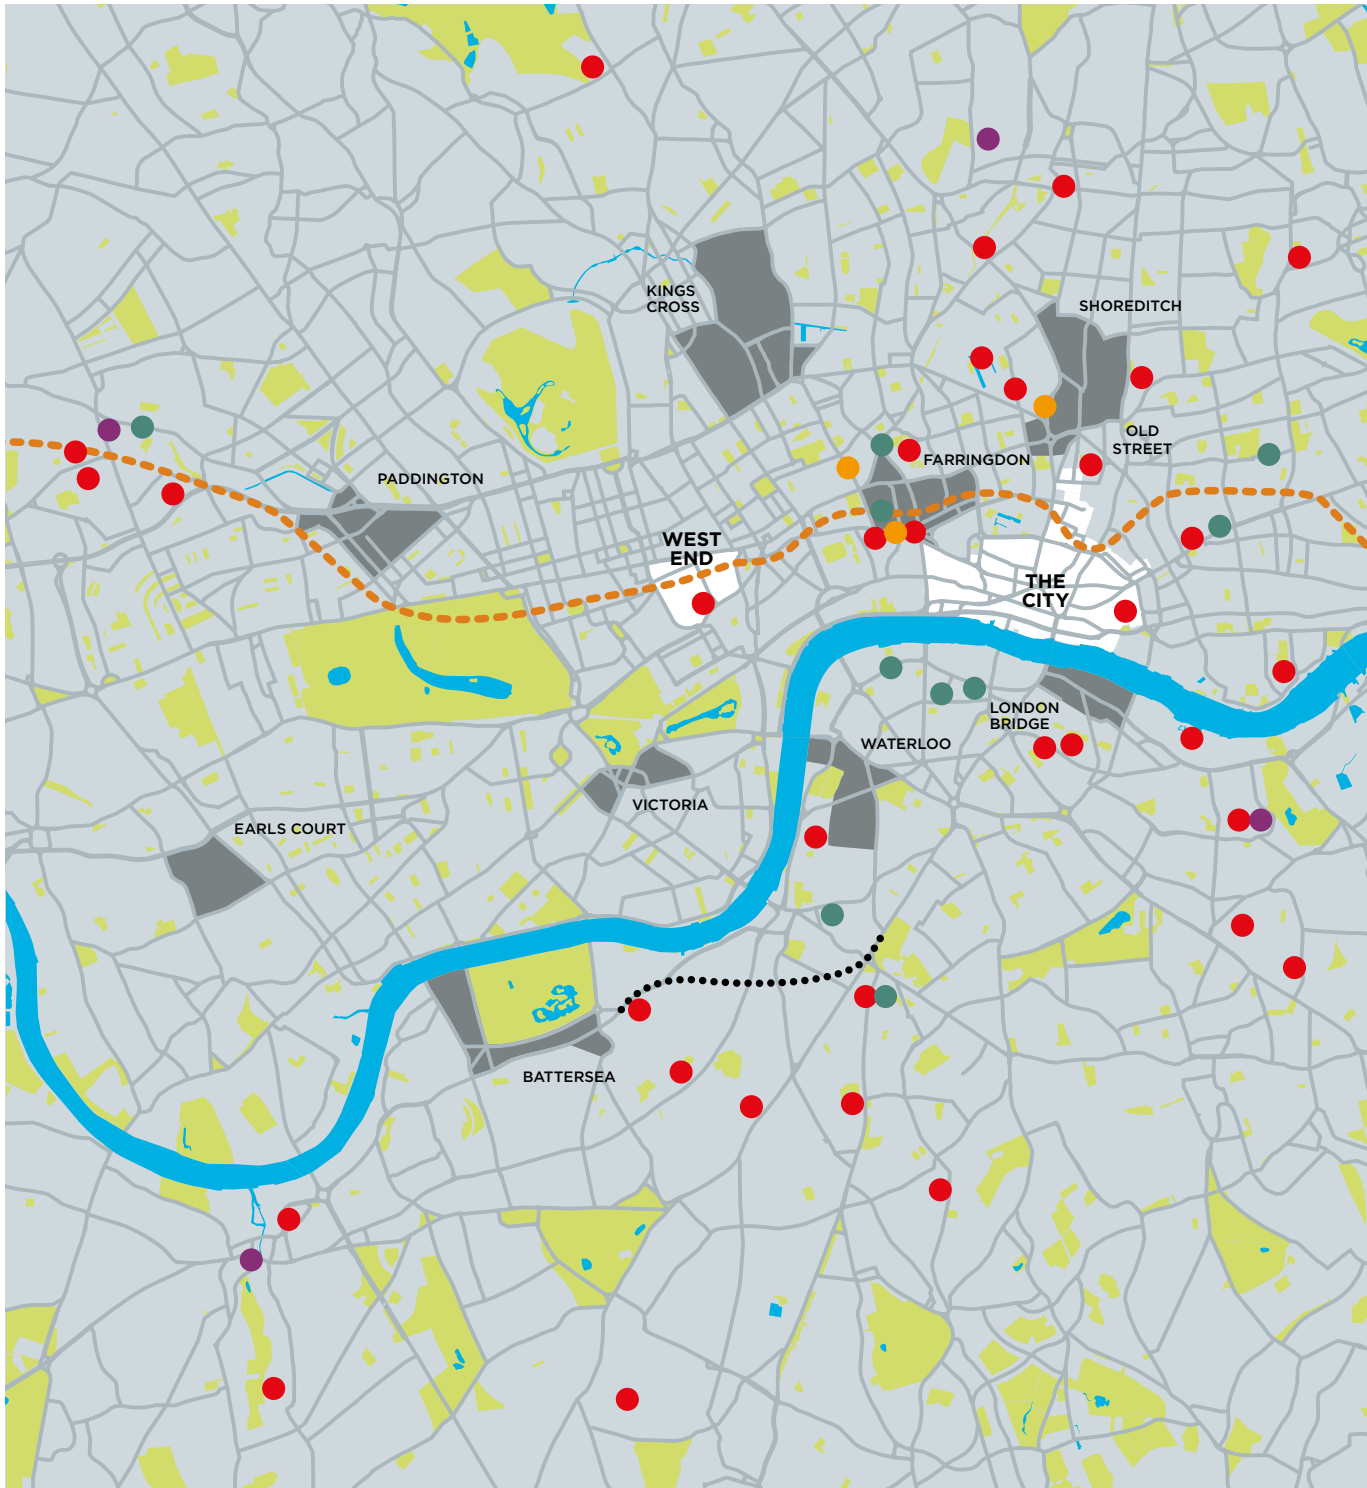 KINGS
CROSS
SHOREDITCH
OLD
STREET
FARRINGDON
PADDINGTON
WEST
END
THE
CITY
LONDON
BRIDGE
WATERLOO
VICTORIA
EARLS COURT
BATTERSEA